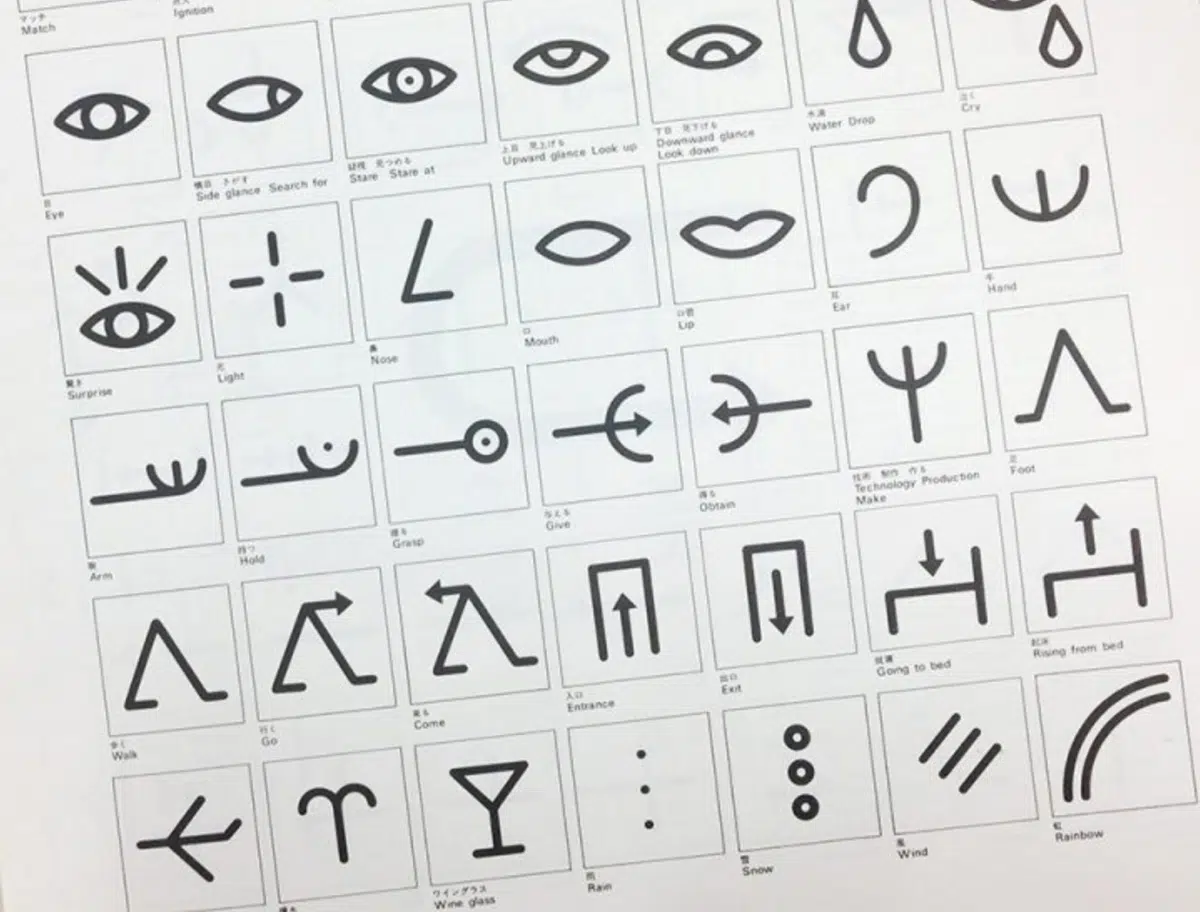 マッチ
Match
Ignition
目
Eye
横目 さがす
Side glance Search for
凝視 見つめる
Stare Stare at
上目 見上げる
Upward glance Look up
下目 見下げる
Downward glance
Look down
水滴
Water Drop
泣く
Cry
驚き
Surprise
光
Light
鼻
Nose
口
Mouth
口唇
Lip
耳
Ear
手
Hand
腕
Arm
持つ
Hold
握る
Grasp
与える
Give
得る
Obtain
技術 制作 作る
Technology Production
Make
足
Foot
歩く
Walk
行く
Go
来る
Come
入口
Entrance
出口
Exit
就寝
Going to bed
起床
Rising from bed
ワイングラス
Wine glass
雨
Rain
雪
Snow
風
Wind
虹
Rainbow